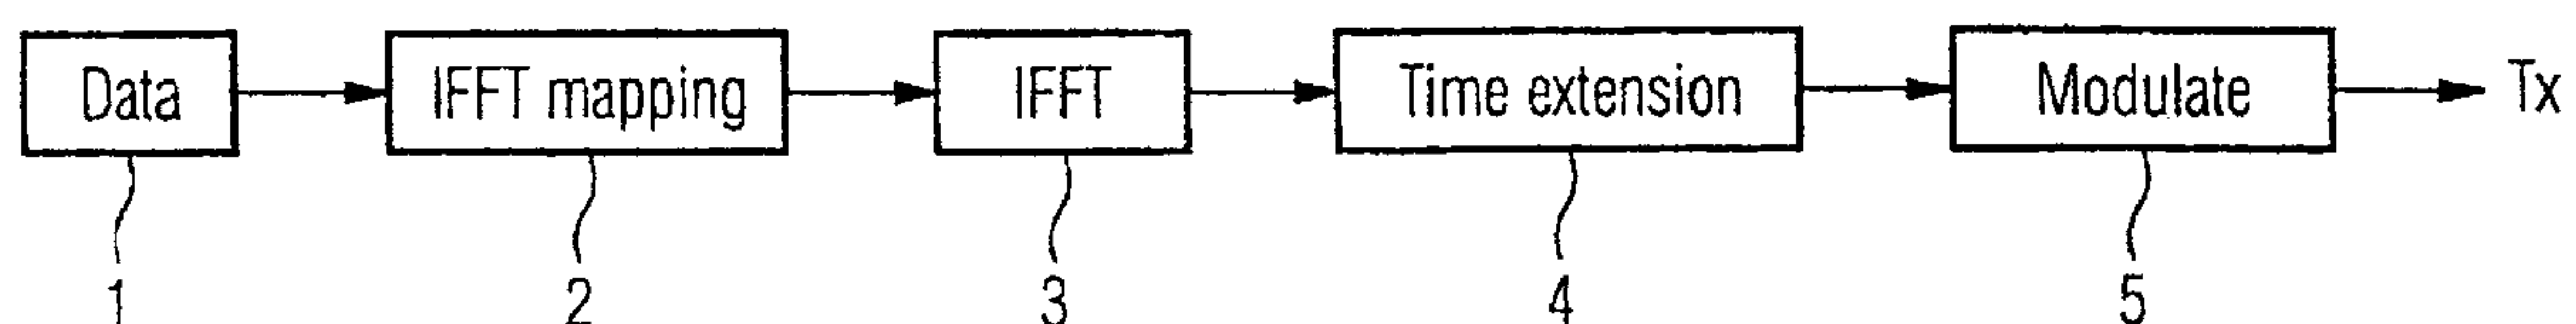 Data IFFT mapping IFFT Time extension Modulate Tx
1 2 3 4 5